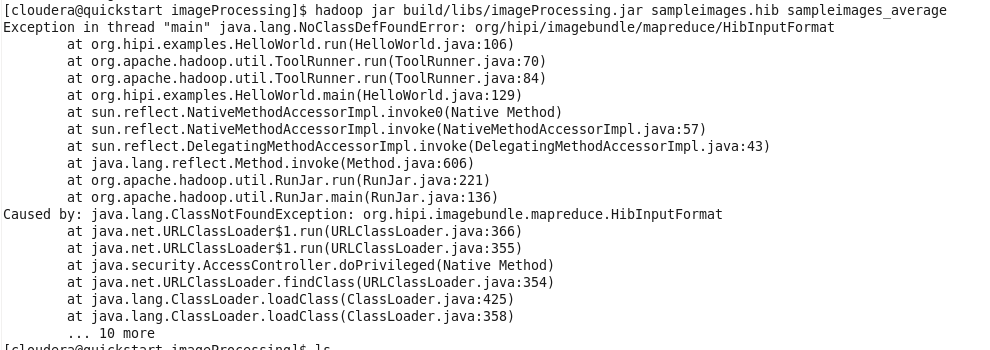 [cloudera@quickstart imageProcessing]$ hadoop jar build/libs/imageProcessing.jar sampleimages.hib sampleimages_average
Exception in thread "main" java.lang.NoClassDefFoundError: org/hipi/imagebundle/mapreduce/HibInputFormat
        at org.hipi.examples.HelloWorld.run(HelloWorld.java:106)
        at org.apache.hadoop.util.ToolRunner.run(ToolRunner.java:70)
        at org.apache.hadoop.util.ToolRunner.run(ToolRunner.java:84)
        at org.hipi.examples.HelloWorld.main(HelloWorld.java:129)
        at sun.reflect.NativeMethodAccessorImpl.invoke0(Native Method)
        at sun.reflect.NativeMethodAccessorImpl.invoke(NativeMethodAccessorImpl.java:57)
        at sun.reflect.DelegatingMethodAccessorImpl.invoke(DelegatingMethodAccessorImpl.java:43)
        at java.lang.reflect.Method.invoke(Method.java:606)
        at org.apache.hadoop.util.RunJar.run(RunJar.java:221)
        at org.apache.hadoop.util.RunJar.main(RunJar.java:136)
Caused by: java.lang.ClassNotFoundException: org.hipi.imagebundle.mapreduce.HibInputFormat
        at java.net.URLClassLoader$1.run(URLClassLoader.java:366)
        at java.net.URLClassLoader$1.run(URLClassLoader.java:355)
        at java.security.AccessController.doPrivileged(Native Method)
        at java.net.URLClassLoader.findClass(URLClassLoader.java:354)
        at java.lang.ClassLoader.loadClass(ClassLoader.java:425)
        at java.lang.ClassLoader.loadClass(ClassLoader.java:358)
        ... 10 more
[cloudera@quickstart imageProcessing]$ ls